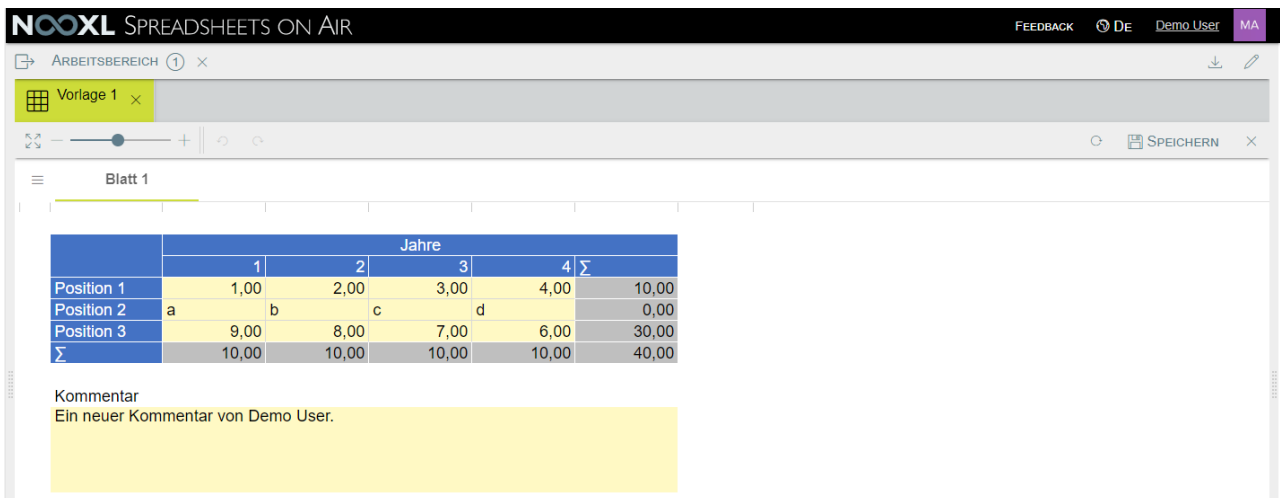 NOOXL SPREADSHEETS ON AIR FEEDBACK DE Demo User MA
ARBEITSBEREICH 1
Vorlage 1
SPEICHERN
Blatt 1
Jahre
1 2 3 4 ∑
Position 1 1,00 2,00 3,00 4,00 10,00
Position 2 a b c d 0,00
Position 3 9,00 8,00 7,00 6,00 30,00
∑ 10,00 10,00 10,00 10,00 40,00
Kommentar
Ein neuer Kommentar von Demo User.